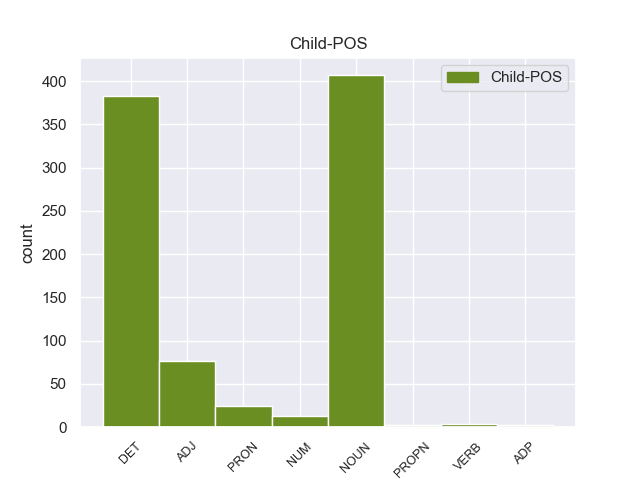 Child-POS
Child-POS
count
400
350
300
250
200
150
100
50
0
DET
ADJ
PRON
NUM
NOUN
PROPN
VERB
ADP